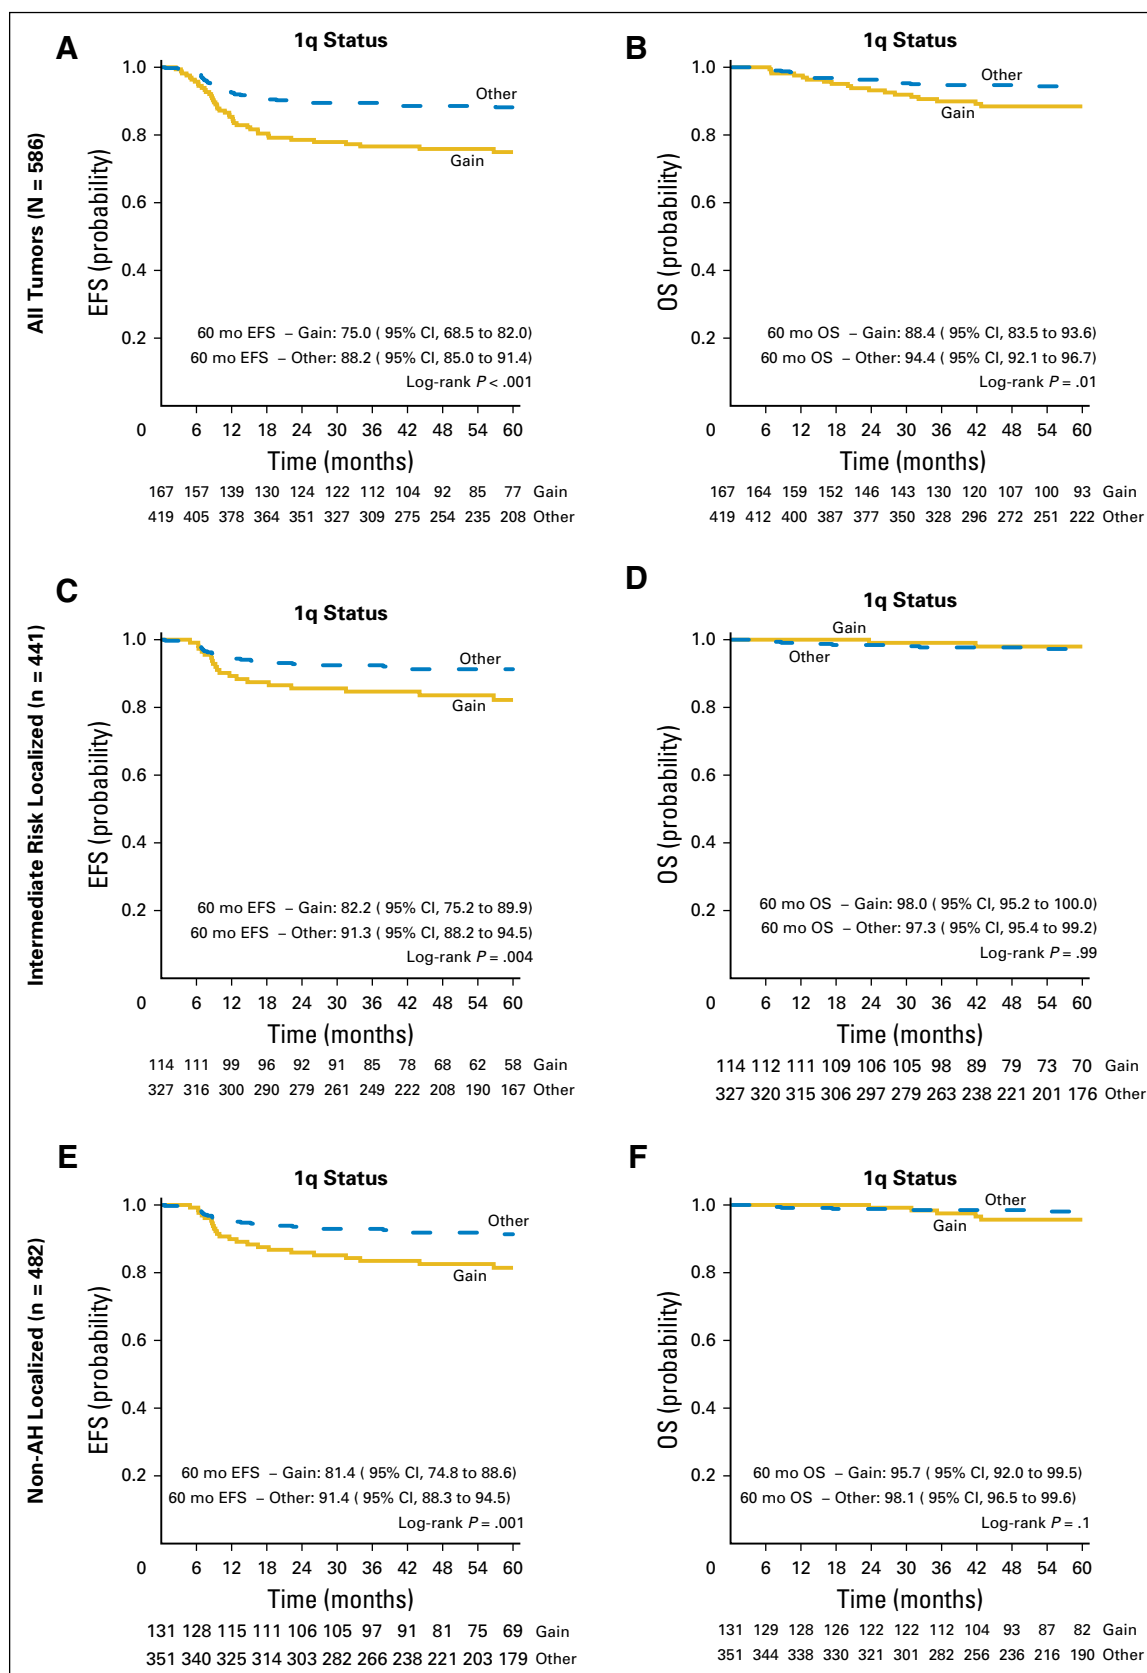 A
1q Status
All Tumors (N = 586)
EFS (probability)
1.0
0.8
0.6
0.4
0.2
Other
Gain
60 mo EFS – Gain: 75.0 ( 95% CI, 68.5 to 82.0)
60 mo EFS – Other: 88.2 ( 95% CI, 85.0 to 91.4)
Log-rank P < .001
0 6 12 18 24 30 36 42 48 54 60
Time (months)
167 157 139 130 124 122 112 104 92 85 77 Gain
419 405 378 364 351 327 309 275 254 235 208 Other
B
1q Status
OS (probability)
1.0
0.8
0.6
0.4
0.2
Other
Gain
60 mo OS – Gain: 88.4 ( 95% CI, 83.5 to 93.6)
60 mo OS – Other: 94.4 ( 95% CI, 92.1 to 96.7)
Log-rank P = .01
0 6 12 18 24 30 36 42 48 54 60
Time (months)
167 164 159 152 146 143 130 120 107 100 93 Gain
419 412 400 387 377 350 328 296 272 251 222 Other
C
1q Status
Intermediate Risk Localized (n = 441)
EFS (probability)
1.0
0.8
0.6
0.4
0.2
Other
Gain
60 mo EFS – Gain: 82.2 ( 95% CI, 75.2 to 89.9)
60 mo EFS – Other: 91.3 ( 95% CI, 88.2 to 94.5)
Log-rank P = .004
0 6 12 18 24 30 36 42 48 54 60
Time (months)
114 111 99 96 92 91 85 78 68 62 58 Gain
327 316 300 290 279 261 249 222 208 190 167 Other
D
1q Status
OS (probability)
1.0
0.8
0.6
0.4
0.2
Gain
Other
60 mo OS – Gain: 98.0 ( 95% CI, 95.2 to 100.0)
60 mo OS – Other: 97.3 ( 95% CI, 95.4 to 99.2)
Log-rank P = .99
0 6 12 18 24 30 36 42 48 54 60
Time (months)
114 112 111 109 106 105 98 89 79 73 70 Gain
327 320 315 306 297 279 263 238 221 201 176 Other
E
1q Status
Non-AH Localized (n = 482)
EFS (probability)
1.0
0.8
0.6
0.4
0.2
Other
Gain
60 mo EFS – Gain: 81.4 ( 95% CI, 74.8 to 88.6)
60 mo EFS – Other: 91.4 ( 95% CI, 88.3 to 94.5)
Log-rank P = .001
0 6 12 18 24 30 36 42 48 54 60
Time (months)
131 128 115 111 106 105 97 91 81 75 69 Gain
351 340 325 314 303 282 266 238 221 203 179 Other
F
1q Status
OS (probability)
1.0
0.8
0.6
0.4
0.2
Other
Gain
60 mo OS – Gain: 95.7 ( 95% CI, 92.0 to 99.5)
60 mo OS – Other: 98.1 ( 95% CI, 96.5 to 99.6)
Log-rank P = .1
0 6 12 18 24 30 36 42 48 54 60
Time (months)
131 129 128 126 122 122 112 104 93 87 82 Gain
351 344 338 330 321 301 282 256 236 216 190 Other